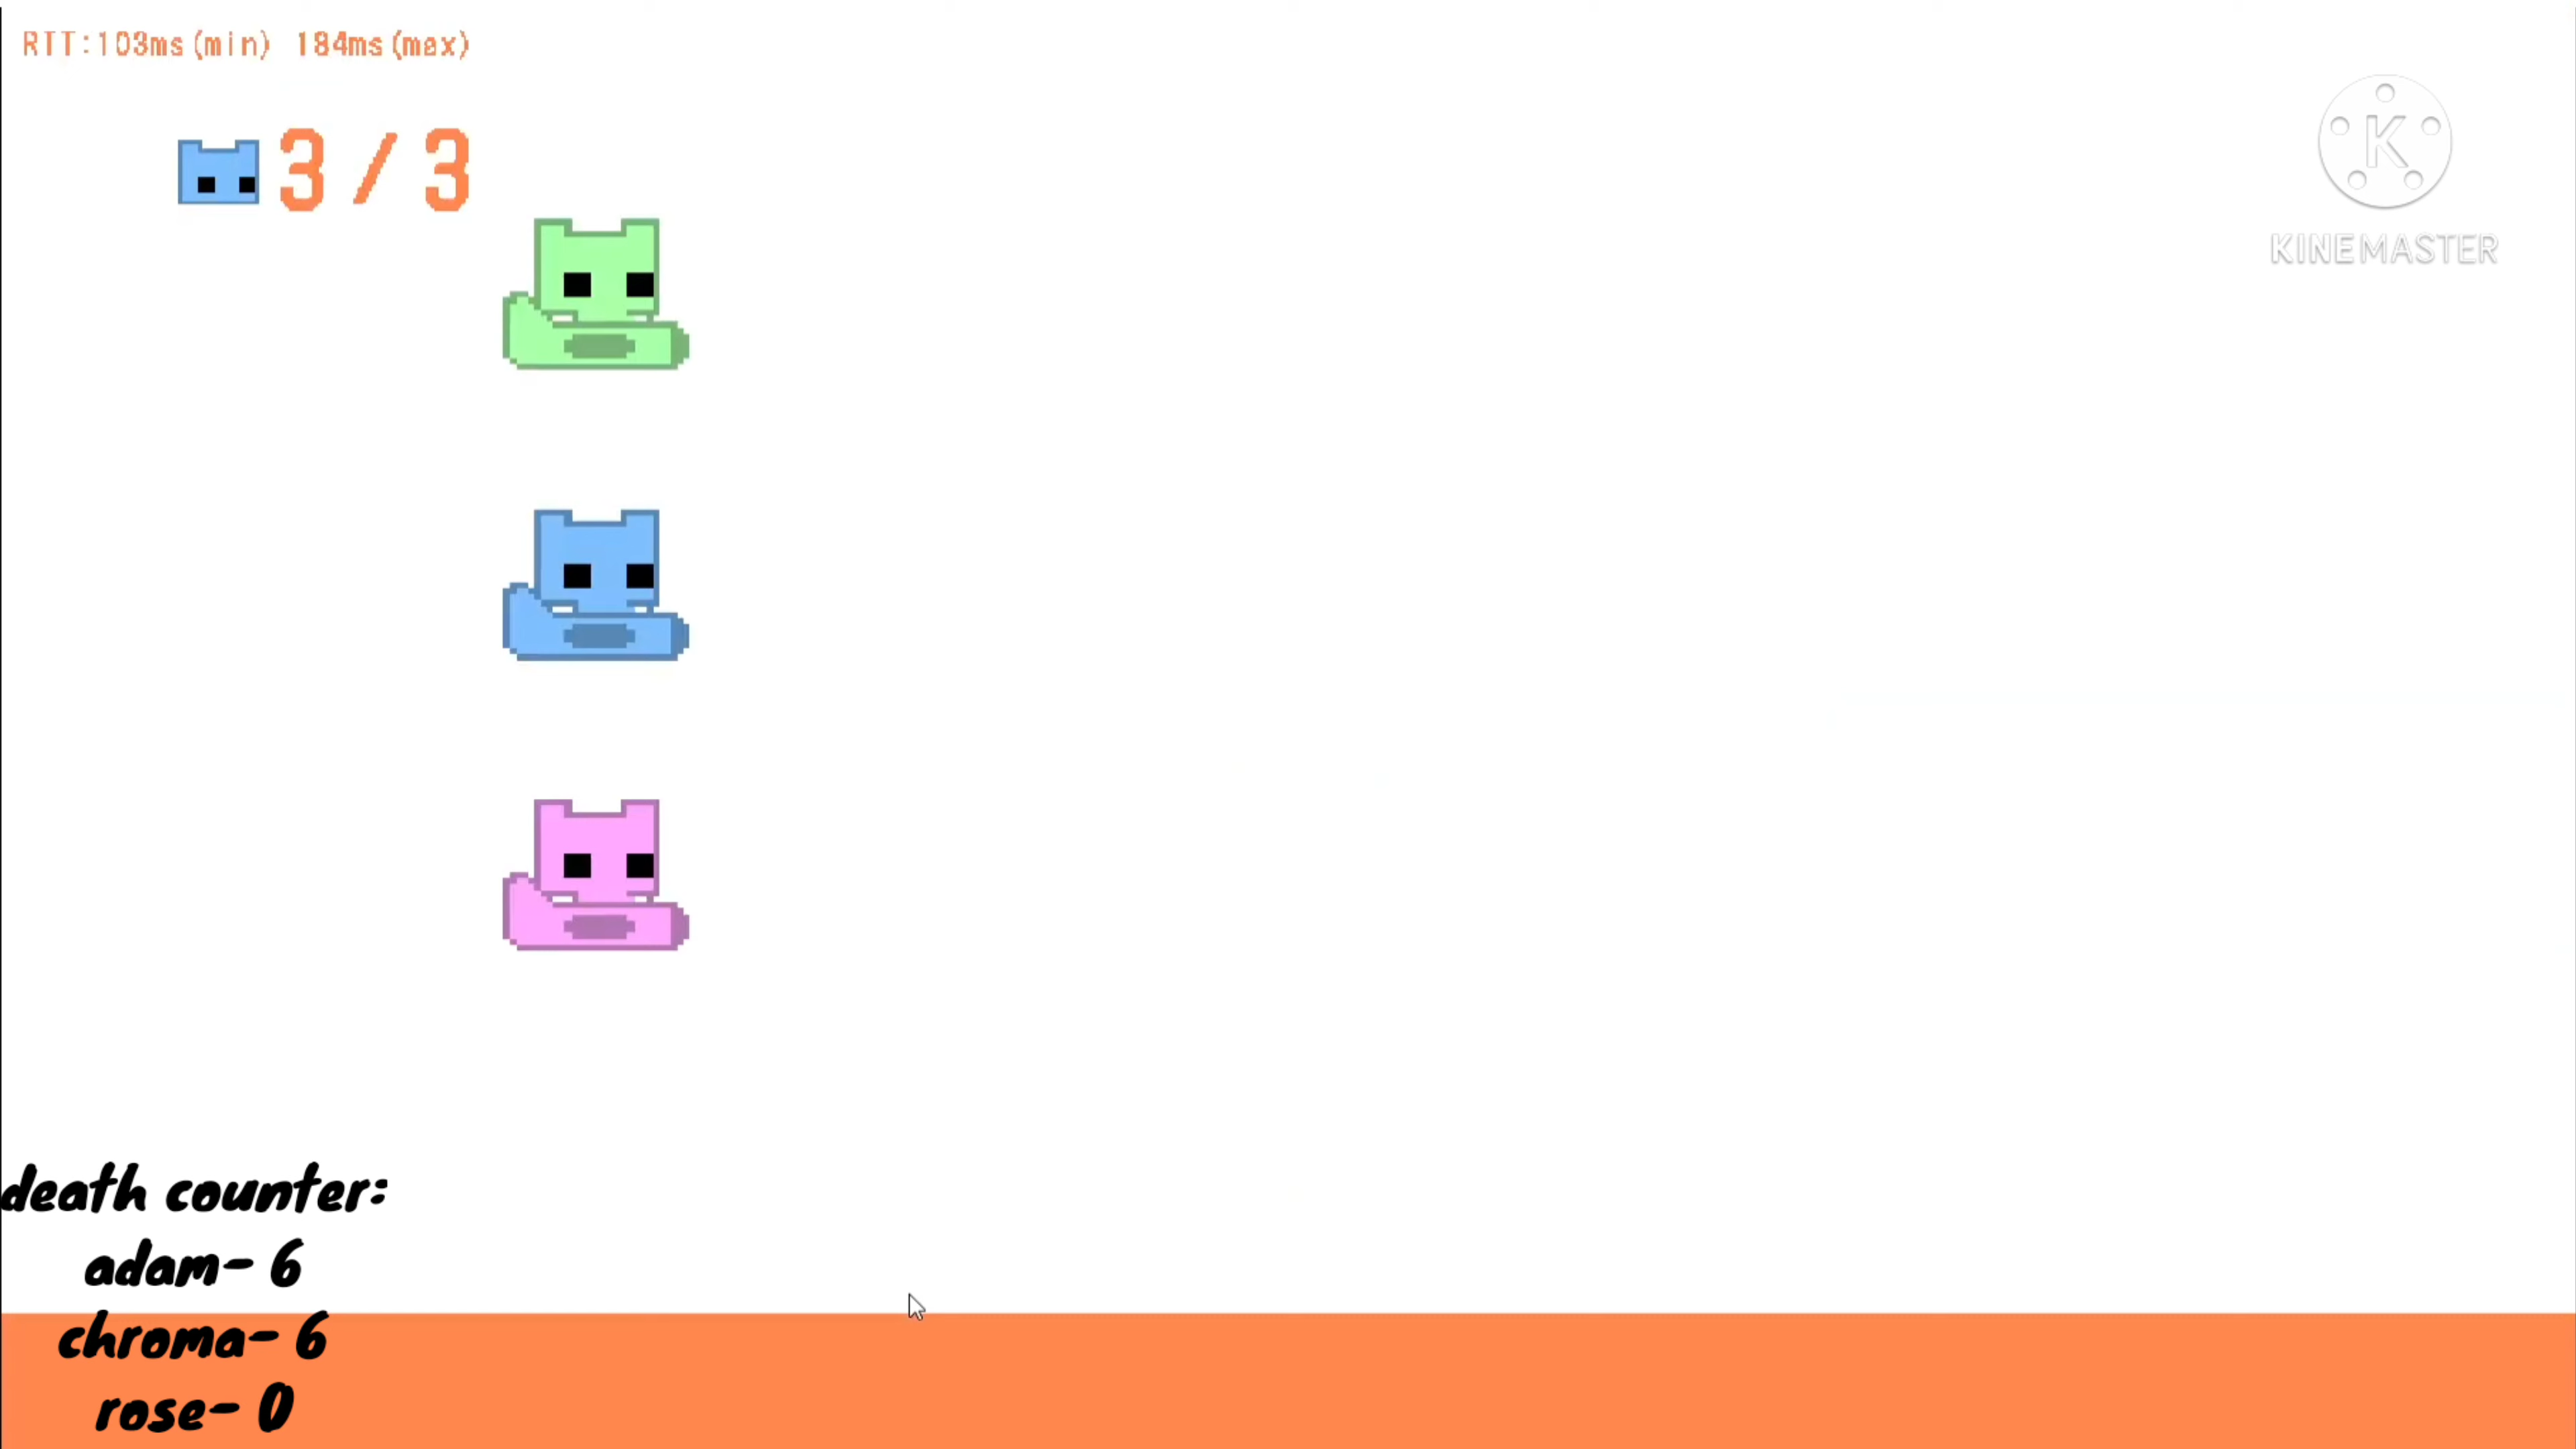 RTT:103ms(min) 184ms(max)
3/3
K
KINEMASTER
death counter:
adam- 6
chroma- 6
rose- 0